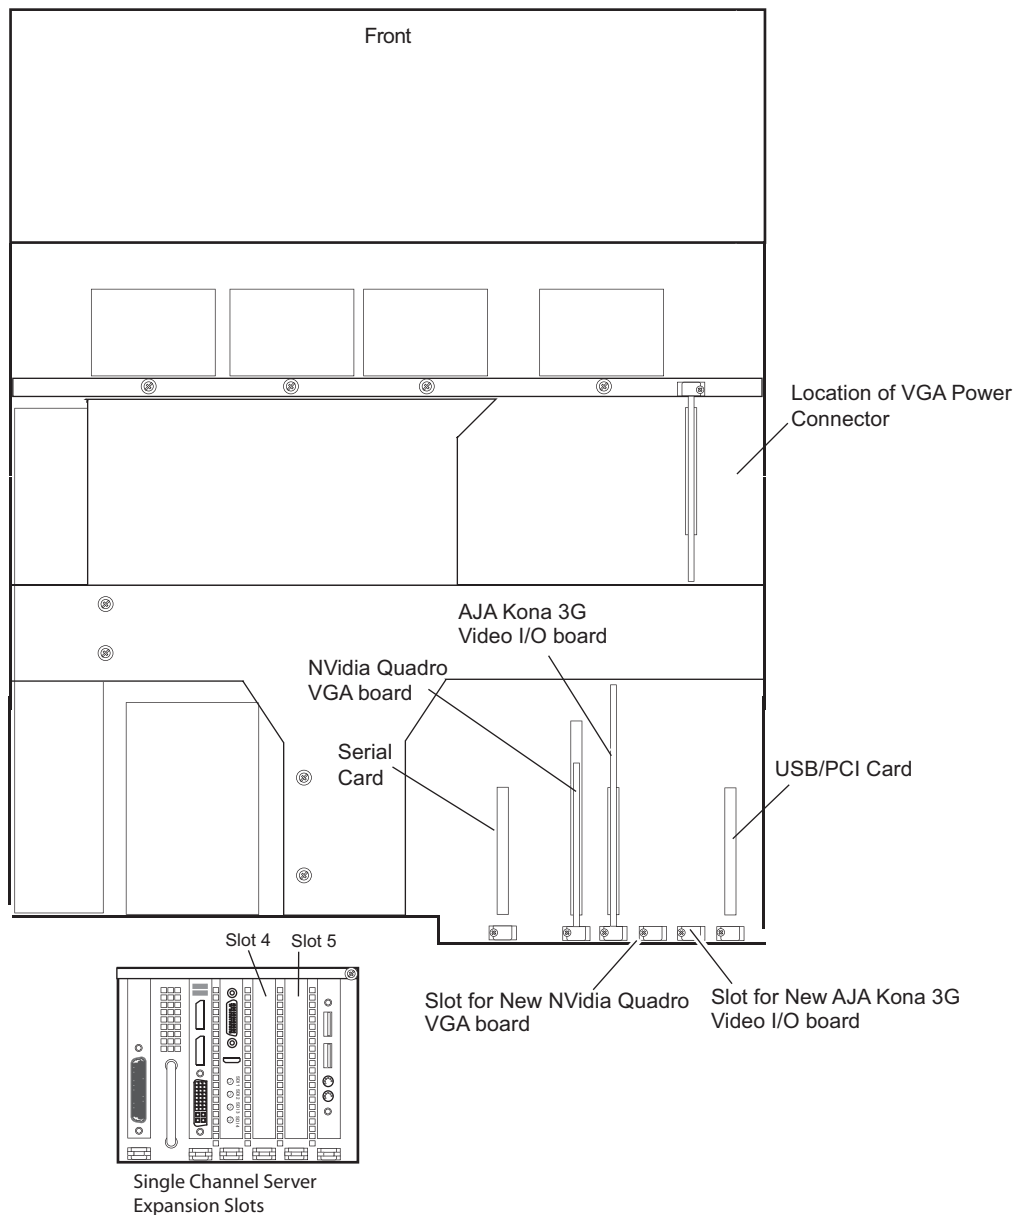 Front
Location of VGA Power
Connector
AJA Kona 3G
Video I/O board
NVidia Quadro
VGA board
Serial
Card
USB/PCI Card
Slot 4
Slot 5
Slot for New NVidia Quadro
VGA board
Slot for New AJA Kona 3G
Video I/O board
Single Channel Server
Expansion Slots